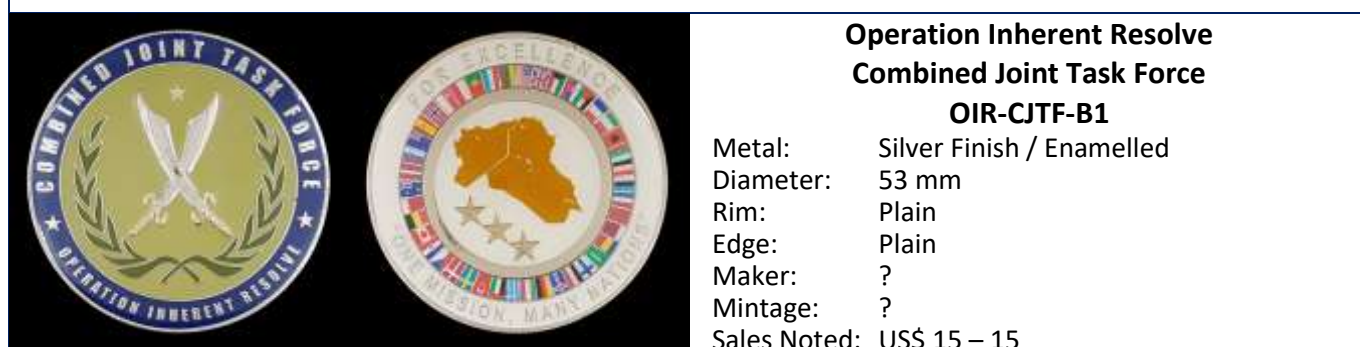 COMBINED JOINT TASK FORCE
OPERATION INHERENT RESOLVE
FOR EXCELLENCE
"ONE MISSION, MANY NATIONS"
Operation Inherent Resolve
Combined Joint Task Force
OIR-CJTF-B1
Metal: Silver Finish / Enamelled
Diameter: 53 mm
Rim: Plain
Edge: Plain
Maker: ?
Mintage: ?
Sales Noted: US$ 15 – 15